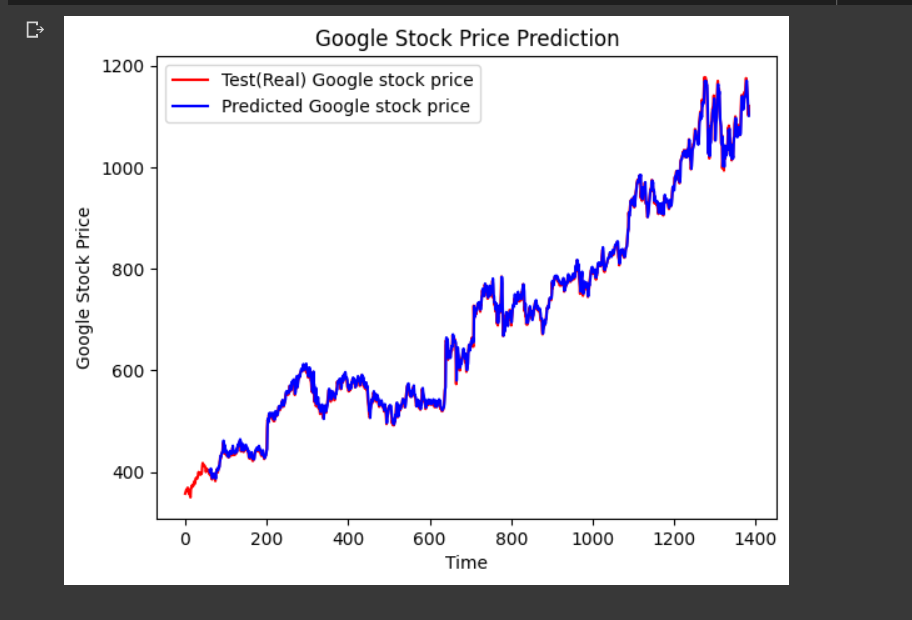 Google Stock Price Prediction
Test(Real) Google stock price
Predicted Google stock price
Google Stock Price
1200
1000
800
600
400
0 200 400 600 800 1000 1200 1400
Time